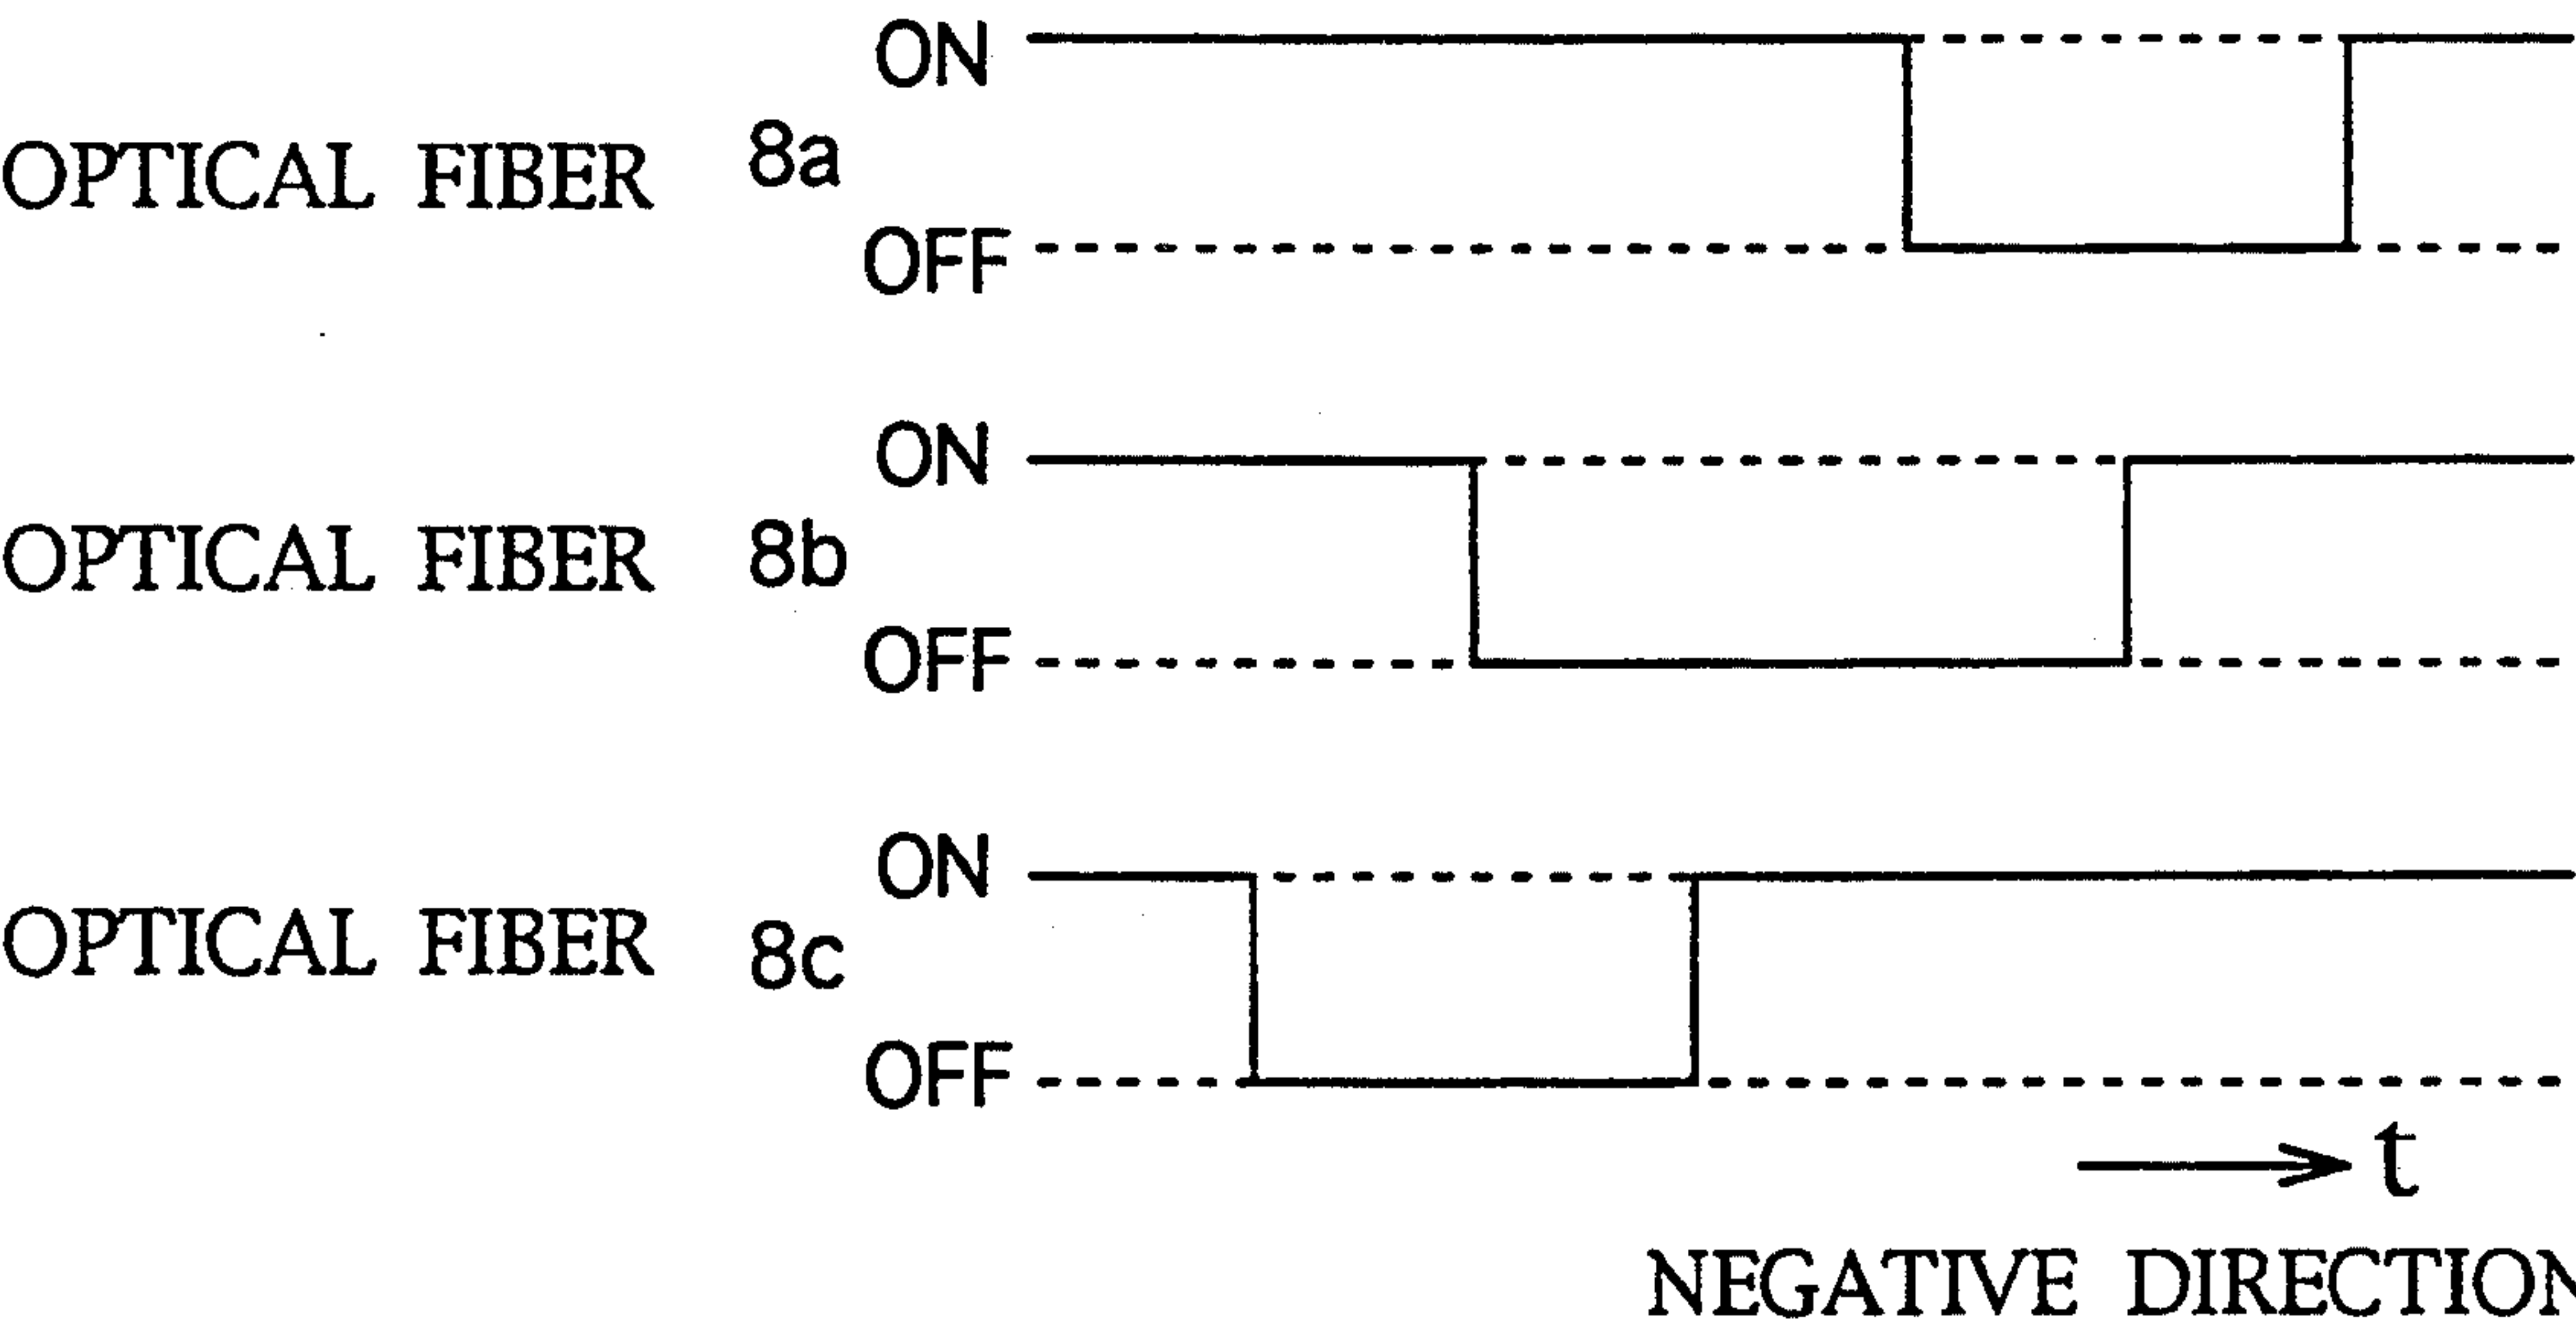 ON
OPTICAL FIBER 8a
OFF
ON
OPTICAL FIBER 8b
OFF
ON
OPTICAL FIBER 8c
OFF
t
NEGATIVE DIRECTION